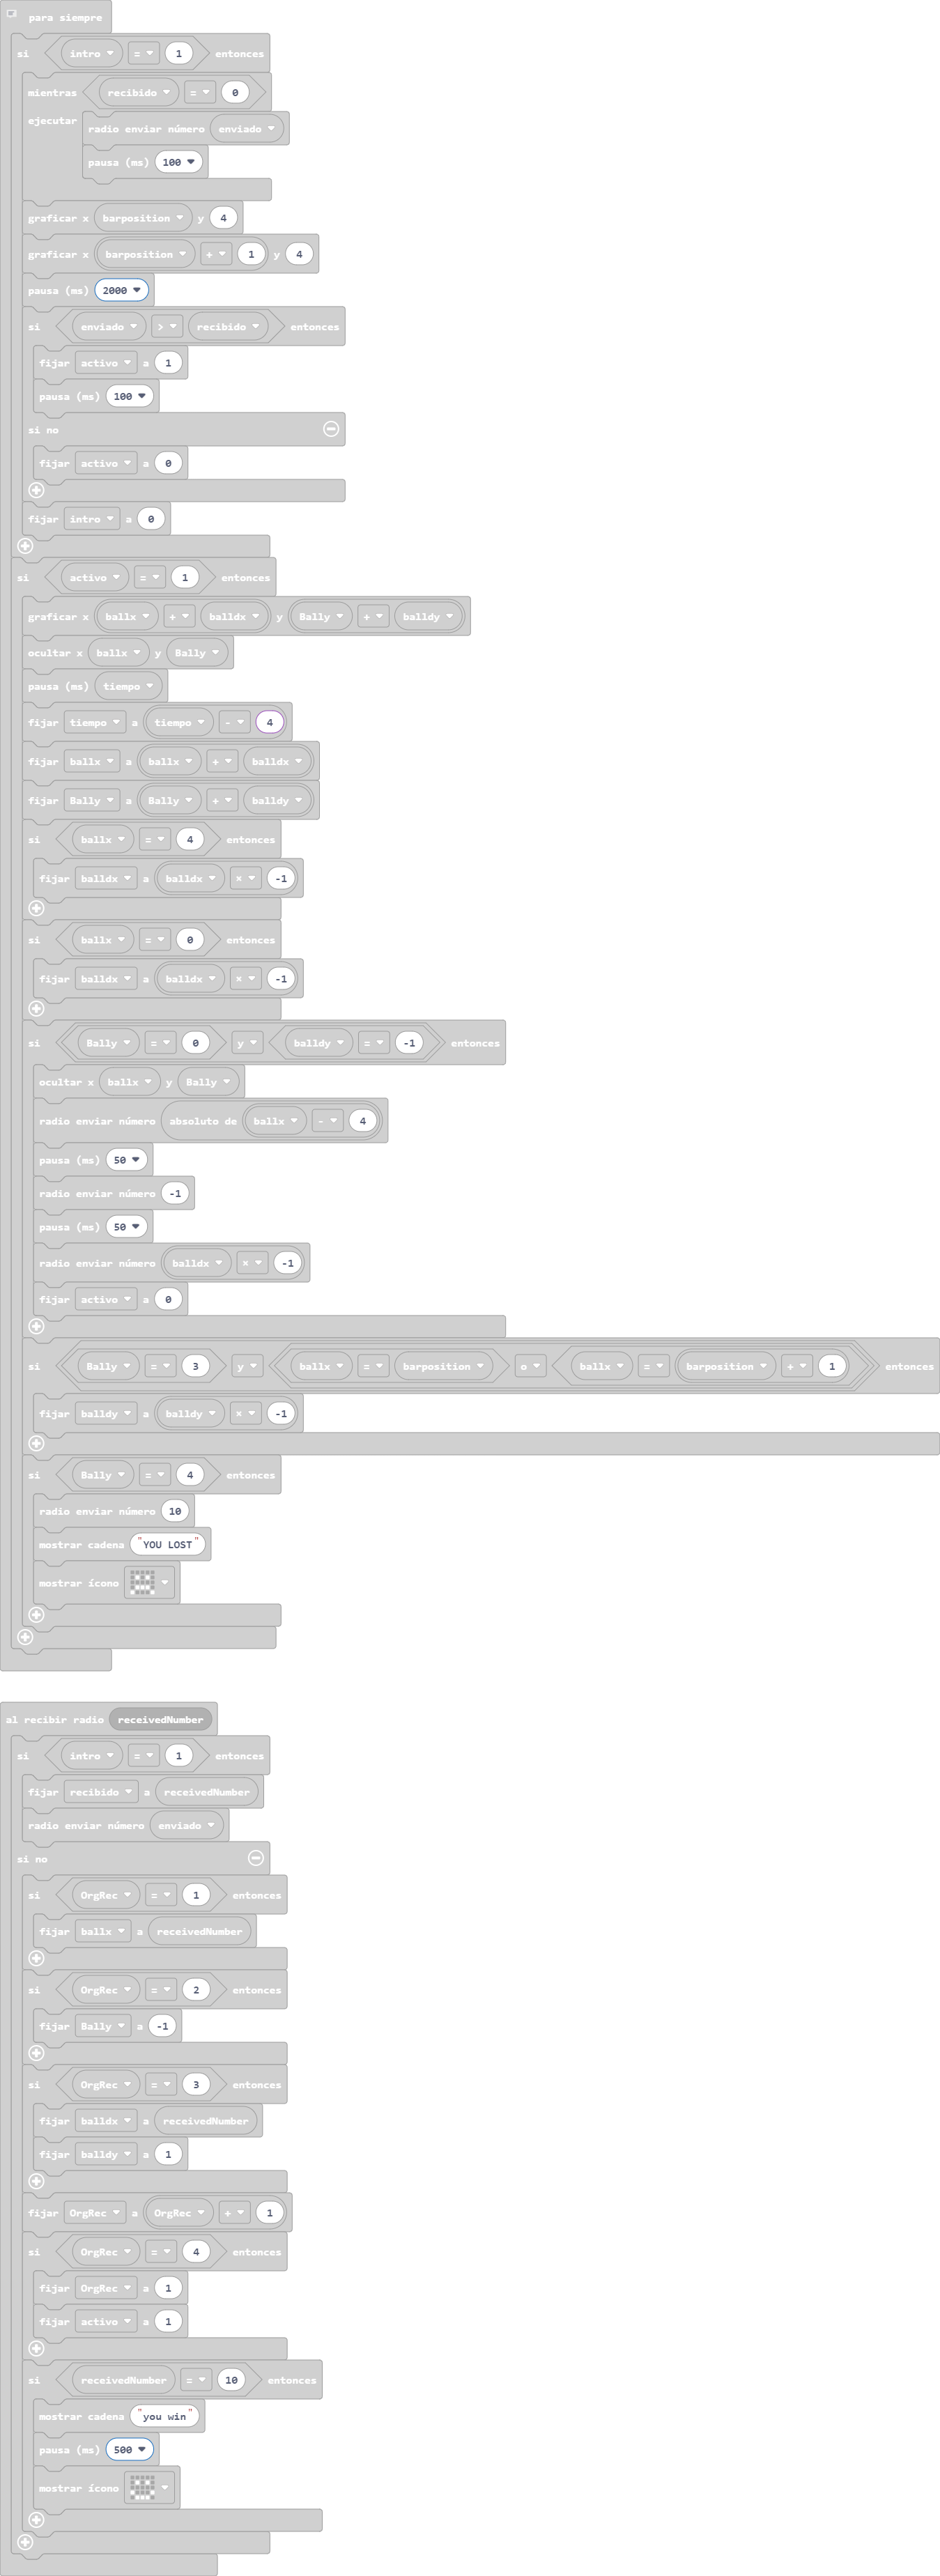 para siempre
si intro = 1 entonces
mientras recibido = 0
ejecutar
radio enviar número enviado
pausa (ms) 100
graficar x barposition y 4
graficar x barposition + 1 y 4
pausa (ms) 2000
si enviado > recibido entonces
fijar activo a 1
pausa (ms) 100
si no
fijar activo a 0
fijar intro a 0
si activo = 1 entonces
graficar x ballx + balldx y Bally + balldy
ocultar x ballx y Bally
pausa (ms) tiempo
fijar tiempo a tiempo - 4
fijar ballx a ballx + balldx
fijar Bally a Bally + balldy
si ballx = 4 entonces
fijar balldx a balldx × -1
si ballx = 0 entonces
fijar balldx a balldx × -1
si Bally = 0 y balldy = -1 entonces
ocultar x ballx y Bally
radio enviar número absoluto de ballx - 4
pausa (ms) 50
radio enviar número -1
pausa (ms) 50
radio enviar número balldx × -1
fijar activo a 0
si Bally = 3 y ballx = barposition o ballx = barposition + 1 entonces
fijar balldy a balldy × -1
si Bally = 4 entonces
radio enviar número 10
mostrar cadena "YOU LOST"
mostrar ícono
al recibir radio receivedNumber
si intro = 1 entonces
fijar recibido a receivedNumber
radio enviar número enviado
si no
si OrgRec = 1 entonces
fijar ballx a receivedNumber
si OrgRec = 2 entonces
fijar Bally a -1
si OrgRec = 3 entonces
fijar balldx a receivedNumber
fijar balldy a 1
fijar OrgRec a OrgRec + 1
si OrgRec = 4 entonces
fijar OrgRec a 1
fijar activo a 1
si receivedNumber = 10 entonces
mostrar cadena "you win"
pausa (ms) 500
mostrar ícono